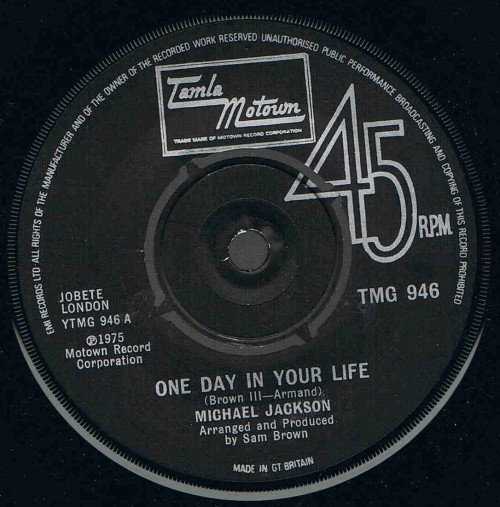 EMI RECORDS LTD ALL RIGHTS OF THE MANUFACTURER AND OF THE OWNER OF THE RECORDED WORK RESERVED UNAUTHORISED PUBLIC PERFORMANCE BROADCASTING AND COPYING OF THIS RECORD PROHIBITED
Tamla
Motown
TRADE MARK OF MOTOWN RECORD CORPORATION
45
RPM
TMG 946
JOBETE
LONDON
YTMG 946 A
℗1975
Motown Record
Corporation
ONE DAY IN YOUR LIFE
(Brown III—Armand)
MICHAEL JACKSON
Arranged and Produced
by Sam Brown
MADE IN GT BRITAIN